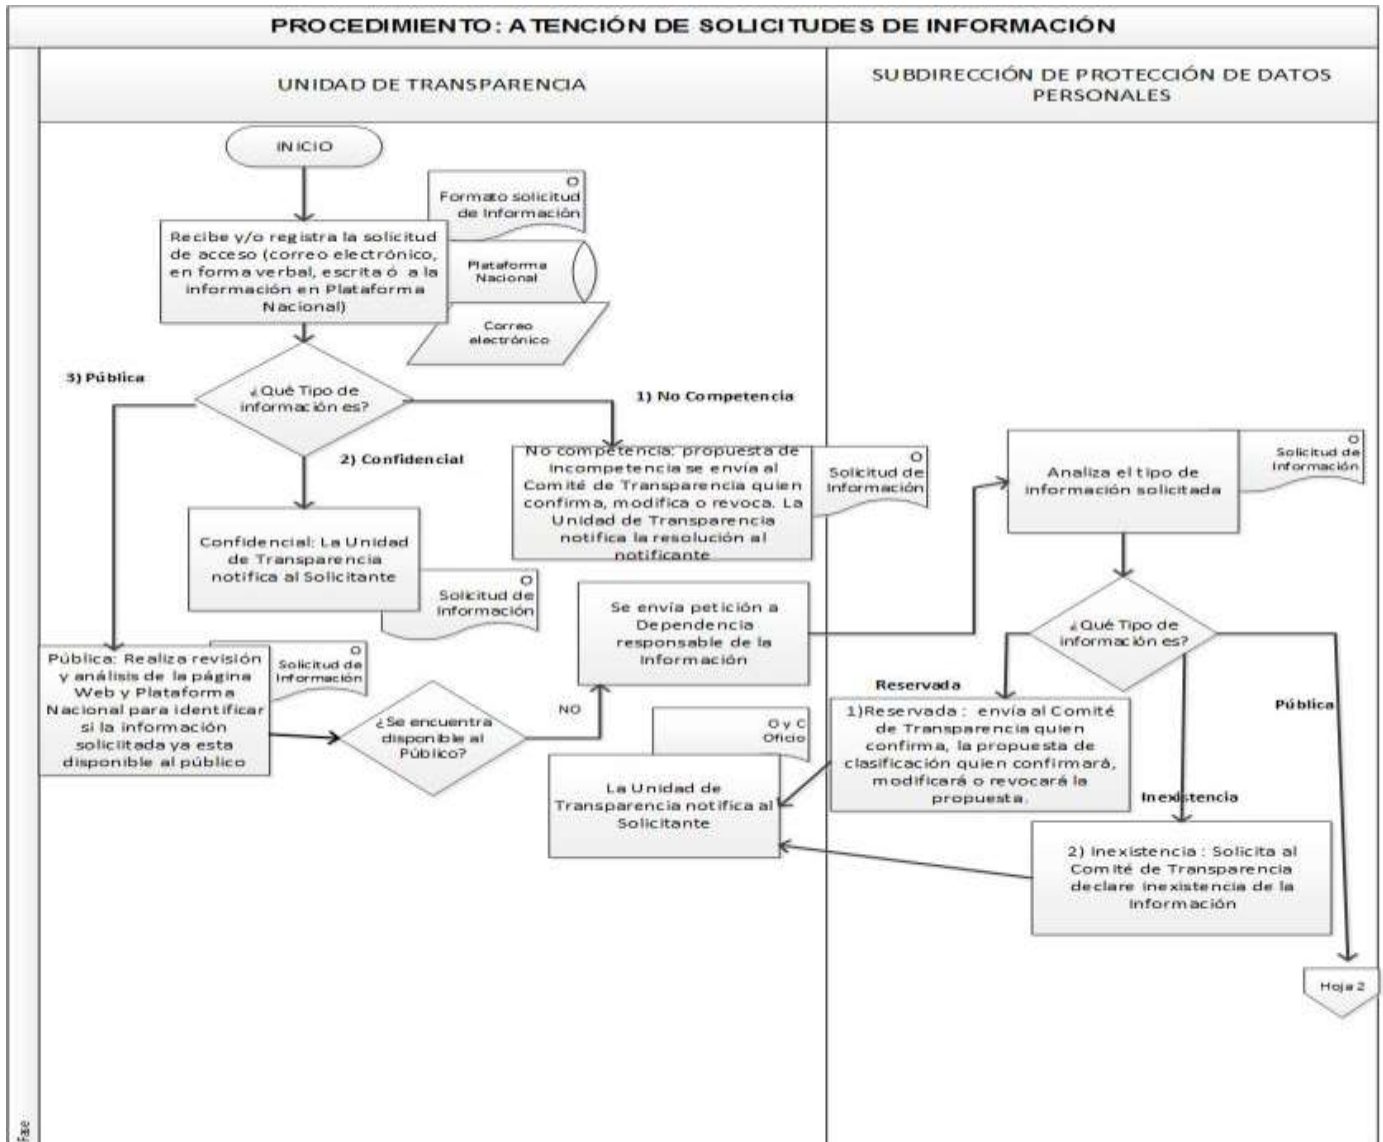 PROCEDIMIENTO: ATENCIÓN DE SOLICITUDES DE INFORMACIÓN
UNIDAD DE TRANSPARENCIA
SUBDIRECCIÓN DE PROTECCIÓN DE DATOS
PERSONALES
INICIO
O
Formato solicitud
de Información
Recibe y/o registra la solicitud
de acceso (correo electrónico,
en forma verbal, escrita ó a la
información en Plataforma
Nacional)
Plataforma
Nacional
Correo
electrónico
3) Pública
¿Qué Tipo de
información es?
1) No Competencia
2) Confidencial
No competencia: propuesta de
Incompetencia se envía al
Comité de Transparencia quien
confirma, modifica o revoca. La
Unidad de Transparencia
notifica la resolución al
notificante
O
Solicitud de
Información
Analiza el tipo de
información solicitada
O
Solicitud de
Información
Confidencial: La Unidad
de Transparencia
notifica al Solicitante
O
Solicitud de
Información
Se envía petición a
Dependencia
responsable de la
Información
¿Qué Tipo de
información es?
Pública: Realiza revisión
y análisis de la página
Web y Plataforma
Nacional para identificar
si la información
soliciitada ya esta
disponible al público
O
Solicitud de
Información
¿Se encuentra
disponible al
Público?
NO
Reservada
Pública
O y C
Oficio
1)Reservada : envía al Comité
de Transparencia quien
confirma, la propuesta de
clasificación quien confirmará,
modificará o revocará la
propuesta.
La Unidad de
Transparencia notifica al
Solicitante
Inexistencia
2) Inexistencia : Solicita al
Comité de Transparencia
declare inexistencia de la
Información
Hoja 2
Fase